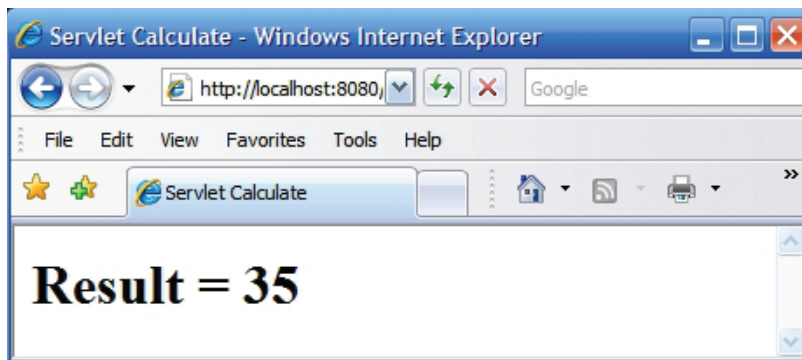 Servlet Calculate - Windows Internet Explorer
http://localhost:8080/
Google
File Edit View Favorites Tools Help
Servlet Calculate
»
Result = 35